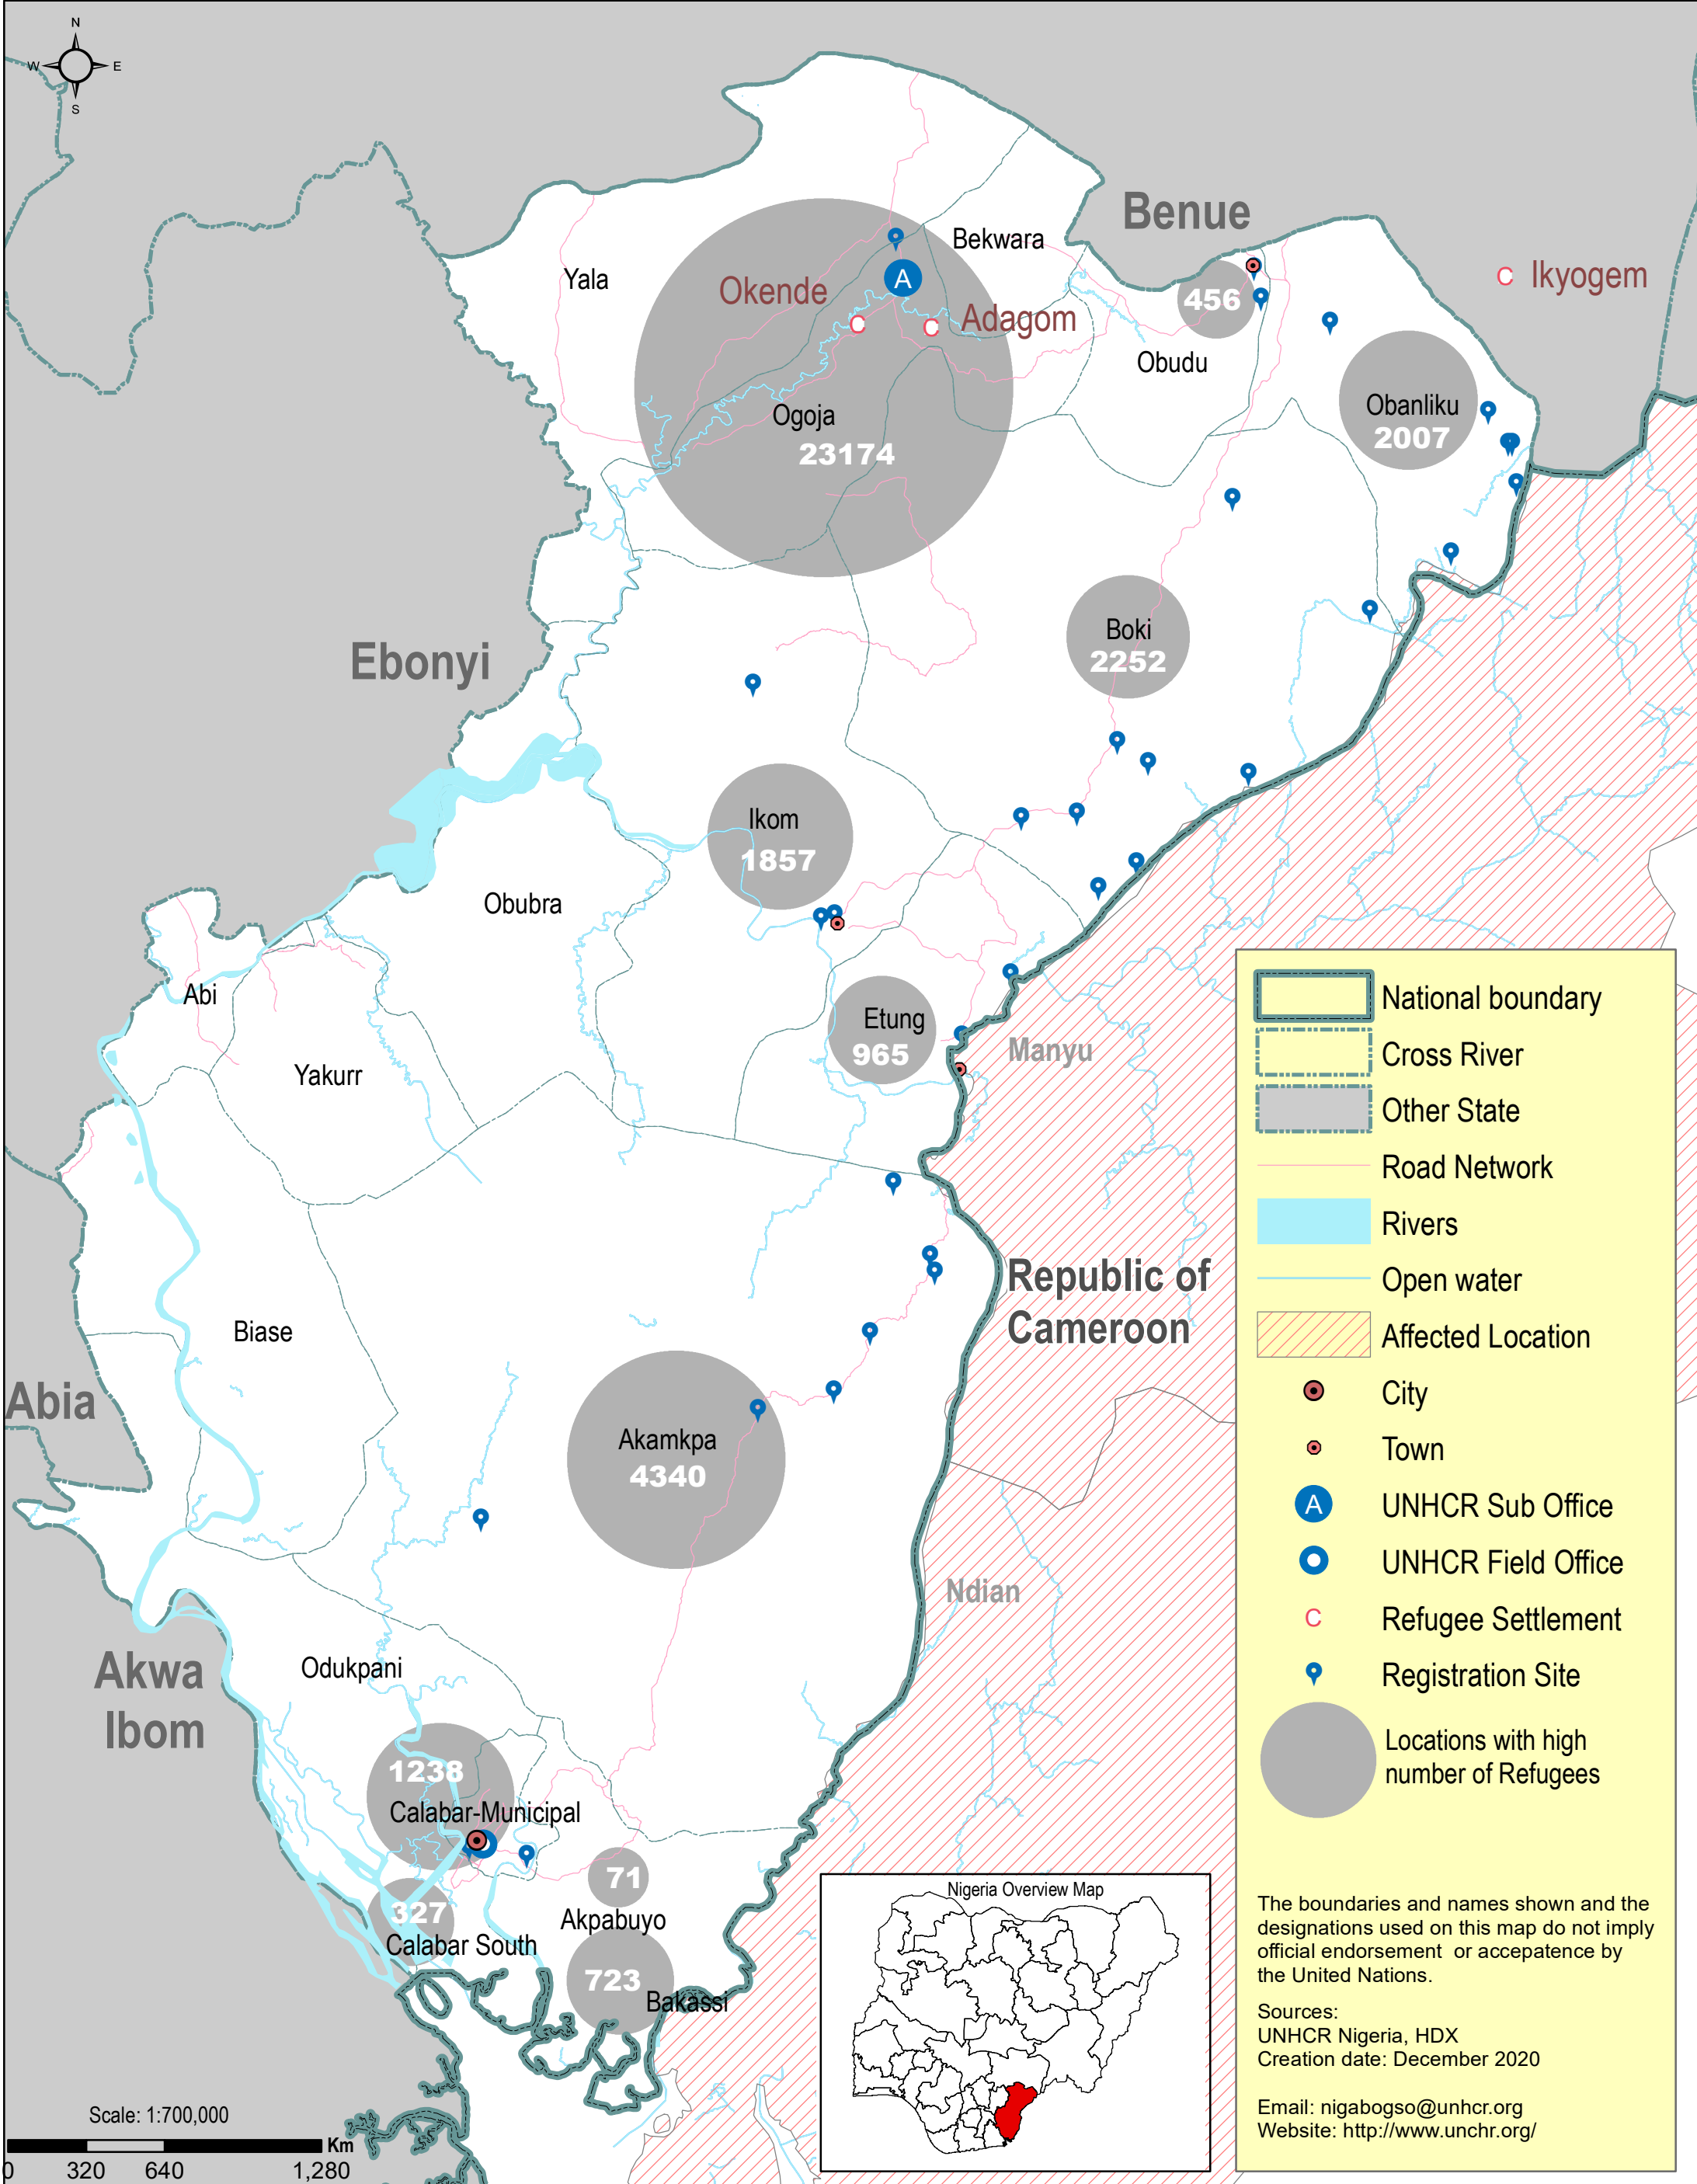 N
W
E
S
Benue
Bekwara
Yala
Okende
A
C
C
Adagom
456
C
Ikyogem
Obudu
Obanliku
2007
Ogoja
23174
Ebonyi
Boki
2252
Ikom
1857
Obubra
Abi
Etung
965
Manyu
Yakurr
Republic of
Cameroon
Biase
Abia
Akamkpa
4340
Ndian
Odukpani
Akwa
Ibom
1238
Calabar-Municipal
71
327
Akpabuyo
Calabar South
723
Bakassi
National boundary
Cross River
Other State
Road Network
Rivers
Open water
Affected Location
City
Town
A
UNHCR Sub Office
UNHCR Field Office
C
Refugee Settlement
Registration Site
Locations with high
number of Refugees
The boundaries and names shown and the
designations used on this map do not imply
official endorsement or accepatence by
the United Nations.
Sources:
UNHCR Nigeria, HDX
Creation date: December 2020
Email: nigabogso@unhcr.org
Website: http://www.unchr.org/
Nigeria Overview Map
Scale: 1:700,000
Km
0 320 640 1,280